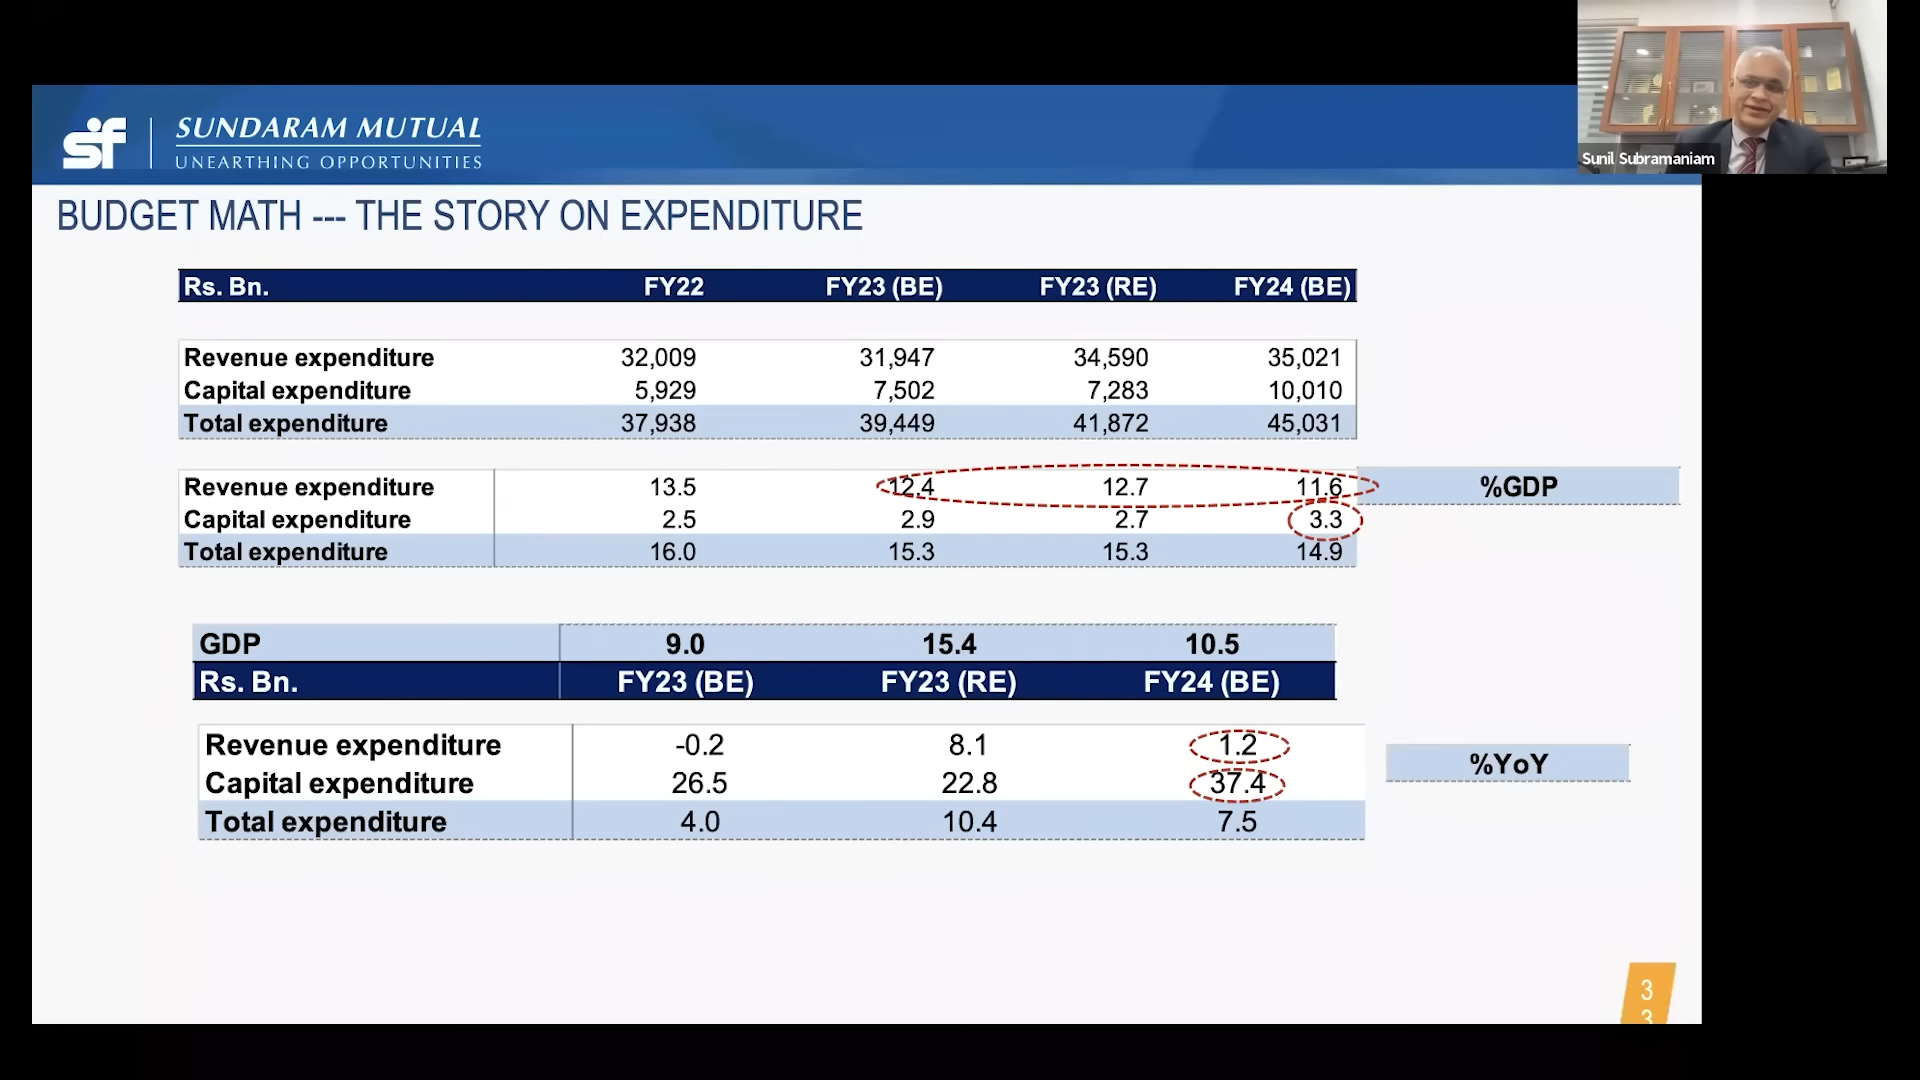 Sunil Subramaniam
sf
SUNDARAM MUTUAL
UNEARTHING OPPORTUNITIES
BUDGET MATH --- THE STORY ON EXPENDITURE
Rs. Bn. FY22 FY23 (BE) FY23 (RE) FY24 (BE)
Revenue expenditure 32,009 31,947 34,590 35,021
Capital expenditure 5,929 7,502 7,283 10,010
Total expenditure 37,938 39,449 41,872 45,031
Revenue expenditure 13.5 12.4 12.7 11.6 %GDP
Capital expenditure 2.5 2.9 2.7 3.3
Total expenditure 16.0 15.3 15.3 14.9
GDP 9.0 15.4 10.5
Rs. Bn. FY23 (BE) FY23 (RE) FY24 (BE)
Revenue expenditure -0.2 8.1 1.2
%YoY
Capital expenditure 26.5 22.8 37.4
Total expenditure 4.0 10.4 7.5
3
3